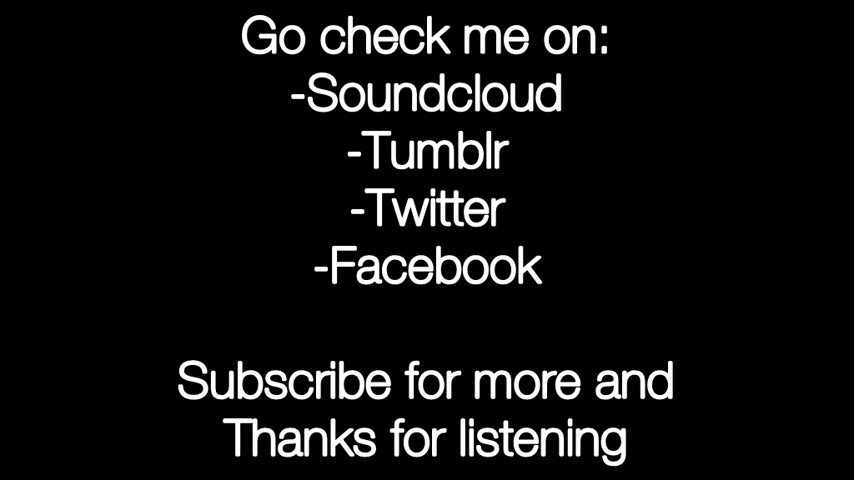 Go check me on:
-Soundcloud
-Tumblr
-Twitter
-Facebook
Subscribe for more and
Thanks for listening